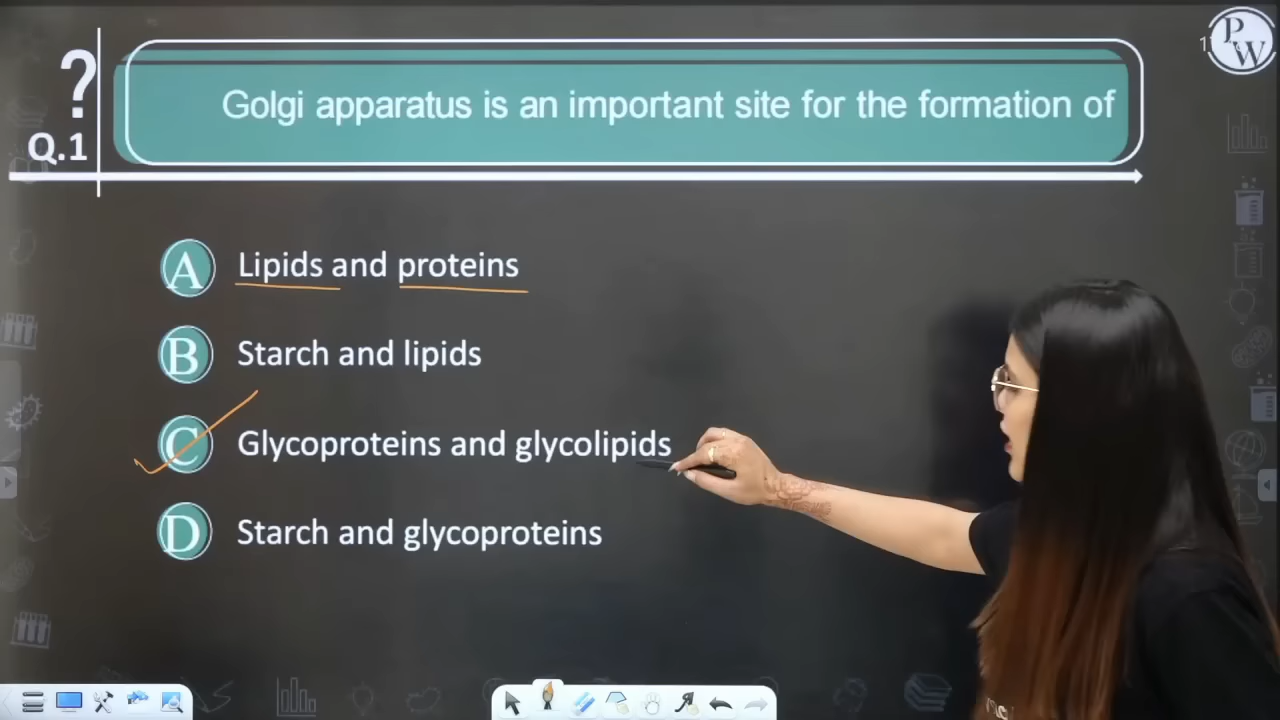 ?
Q.1
Golgi apparatus is an important site for the formation of
A Lipids and proteins
B Starch and lipids
C Glycoproteins and glycolipids
D Starch and glycoproteins
PW